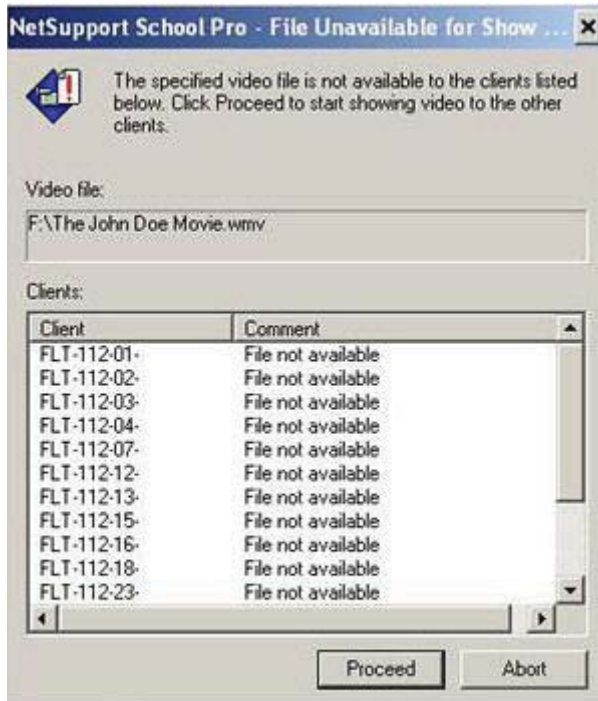 NetSupport School Pro - File Unavailable for Show ...
The specified video file is not available to the clients listed
below. Click Proceed to start showing video to the other
clients.
Video file:
F:\The John Doe Movie.wmv
Clients:
Client Comment
FLT-112-01- File not available
FLT-112-02- File not available
FLT-112-03- File not available
FLT-112-04- File not available
FLT-112-07- File not available
FLT-112-12- File not available
FLT-112-13- File not available
FLT-112-15- File not available
FLT-112-16- File not available
FLT-112-18- File not available
FLT-112-23- File not available
Proceed Abort